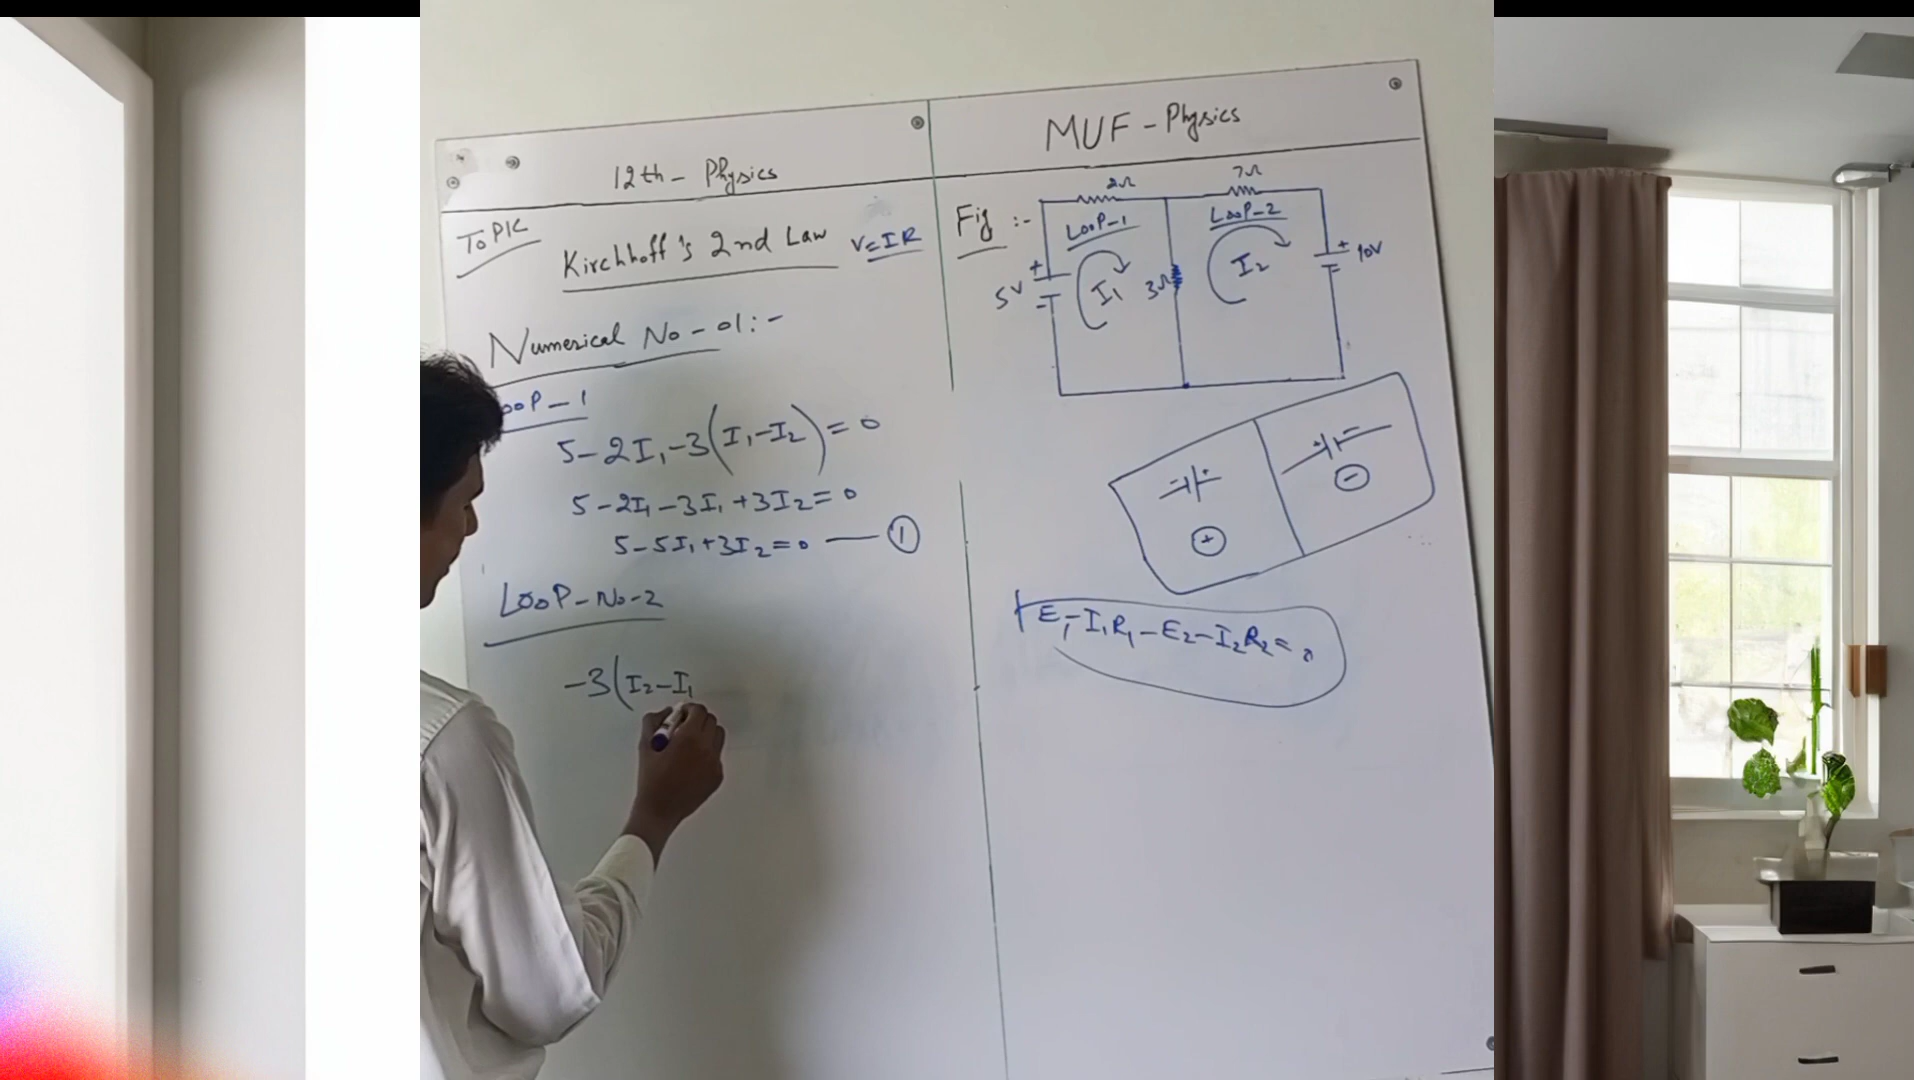 12th - Physics
MUF - Physics
TOPIC
Kirchhoff's 2nd Law
V=IR
Numerical No - 01:-
OOP - 1
5-2I₁-3(I₁-I₂)=0
5-2I₁-3I₁+3I₂=0
5-5I₁+3I₂=0 — ①
LOOP-No-2
-3(I₂-I₁
Fig :-
2Ω
7Ω
LOOP-1
LOOP-2
+
5V
-
I₁
3Ω
I₂
+
10V
-
- +
+ -
⊕
⊖
E₁-I₁R₁-E₂-I₂R₂=0